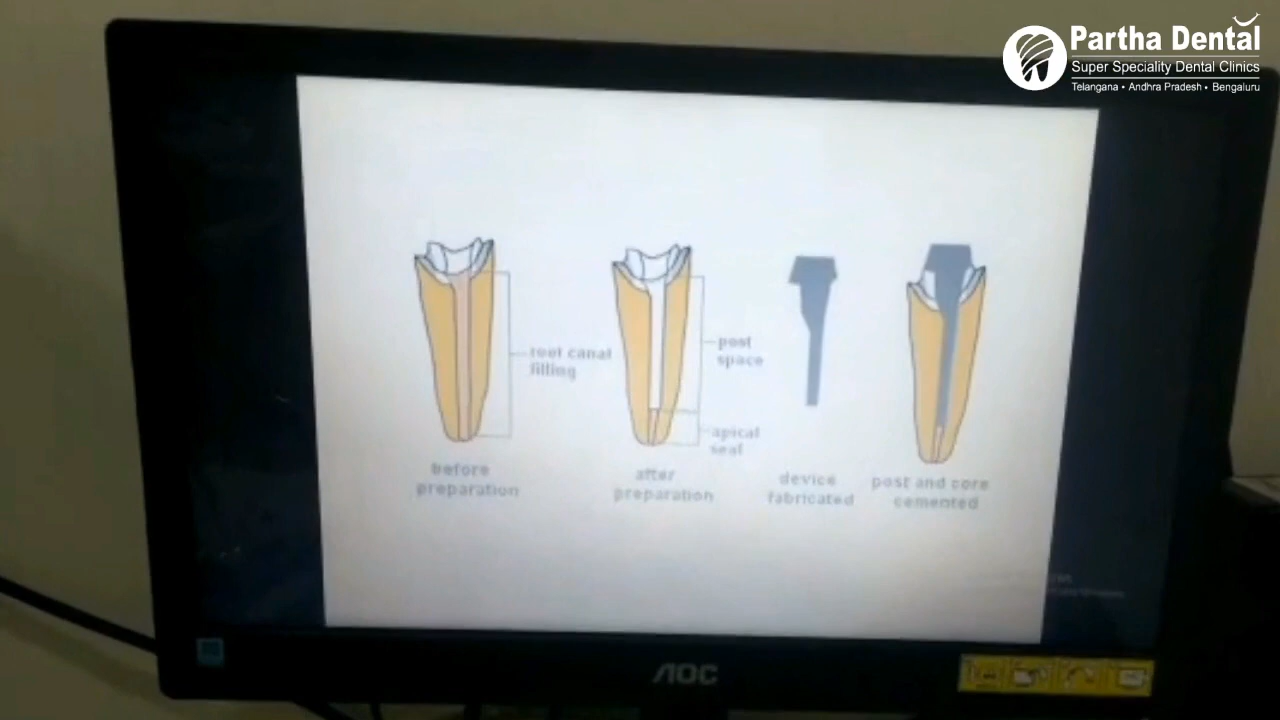 Partha Dental
Super Speciality Dental Clinics
Telangana • Andhra Pradesh • Bengaluru
root canal
filling
post
space
apical
seal
before
preparation
after
preparation
device
fabricated
post and core
cemented
AOC